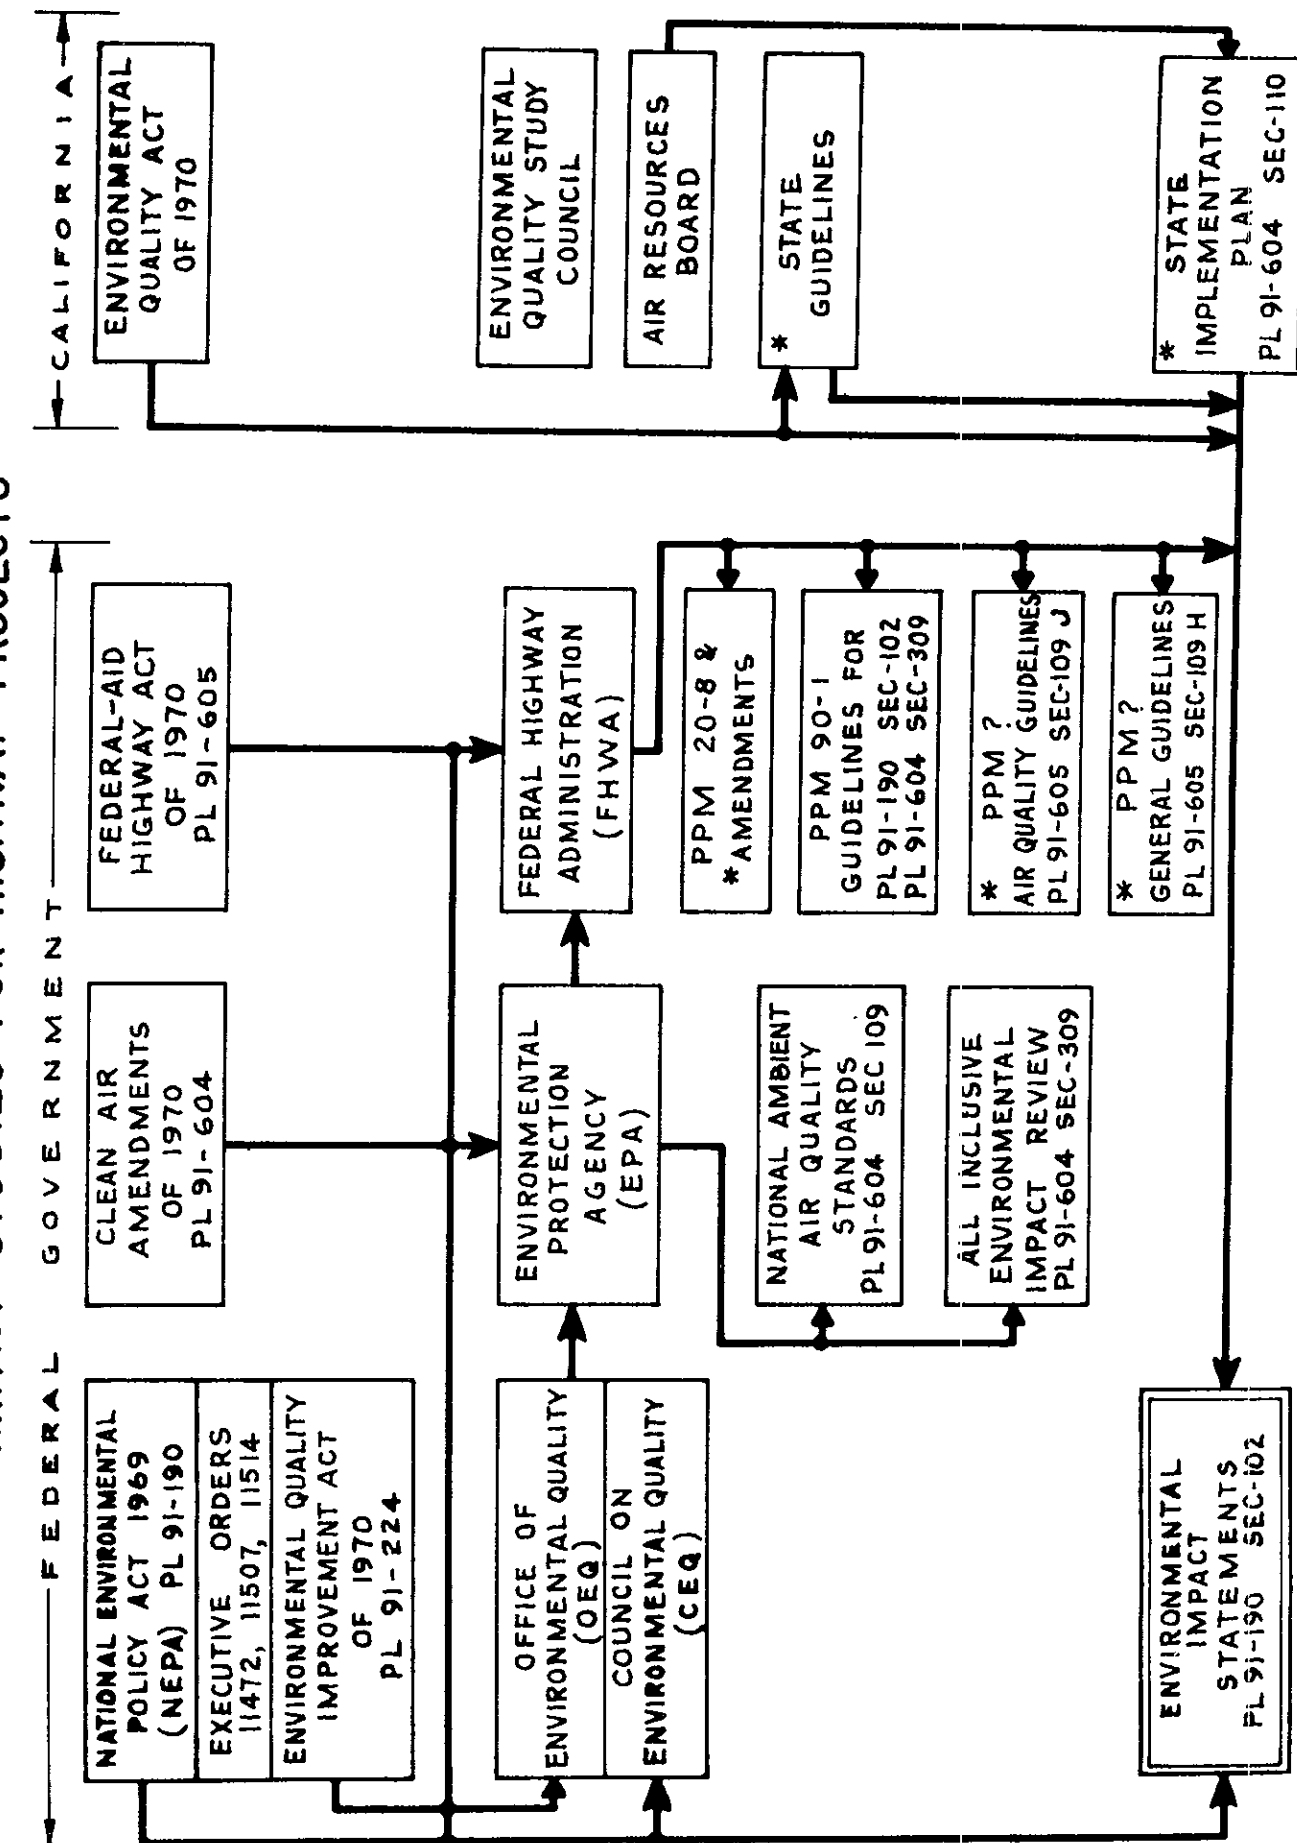 STUDIES FOR HIGHWAY PROJECTS
FEDERAL GOVERNMENT
CALIFORNIA
NATIONAL ENVIRONMENTAL
POLICY ACT 1969
(NEPA) PL 91-190
EXECUTIVE ORDERS
11472, 11507, 11514
ENVIRONMENTAL QUALITY
IMPROVEMENT ACT
OF 1970
PL 91-224
CLEAN AIR
AMENDMENTS
OF 1970
PL 91-604
FEDERAL-AID
HIGHWAY ACT
OF 1970
PL 91-605
ENVIRONMENTAL
QUALITY ACT
OF 1970
OFFICE OF
ENVIRONMENTAL QUALITY
(OEQ)
COUNCIL ON
ENVIRONMENTAL QUALITY
(CEQ)
ENVIRONMENTAL
PROTECTION
AGENCY
(EPA)
FEDERAL HIGHWAY
ADMINISTRATION
(FHWA)
ENVIRONMENTAL
QUALITY STUDY
COUNCIL
AIR RESOURCES
BOARD
* STATE
GUIDELINES
NATIONAL AMBIENT
AIR QUALITY
STANDARDS
PL 91-604 SEC 109
ALL INCLUSIVE
ENVIRONMENTAL
IMPACT REVIEW
PL 91-604 SEC-309
PPM 20-8 &
*AMENDMENTS
PPM 90-1
GUIDELINES FOR
PL 91-190 SEC-102
PL 91-604 SEC-309
* PPM ?
AIR QUALITY GUIDELINES
PL 91-605 SEC-109 J
* PPM ?
GENERAL GUIDELINES
PL 91-605 SEC-109 H
* STATE
IMPLEMENTATION
PLAN
PL 91-604 SEC-110
ENVIRONMENTAL
IMPACT
STATEMENTS
PL 91-190 SEC-102